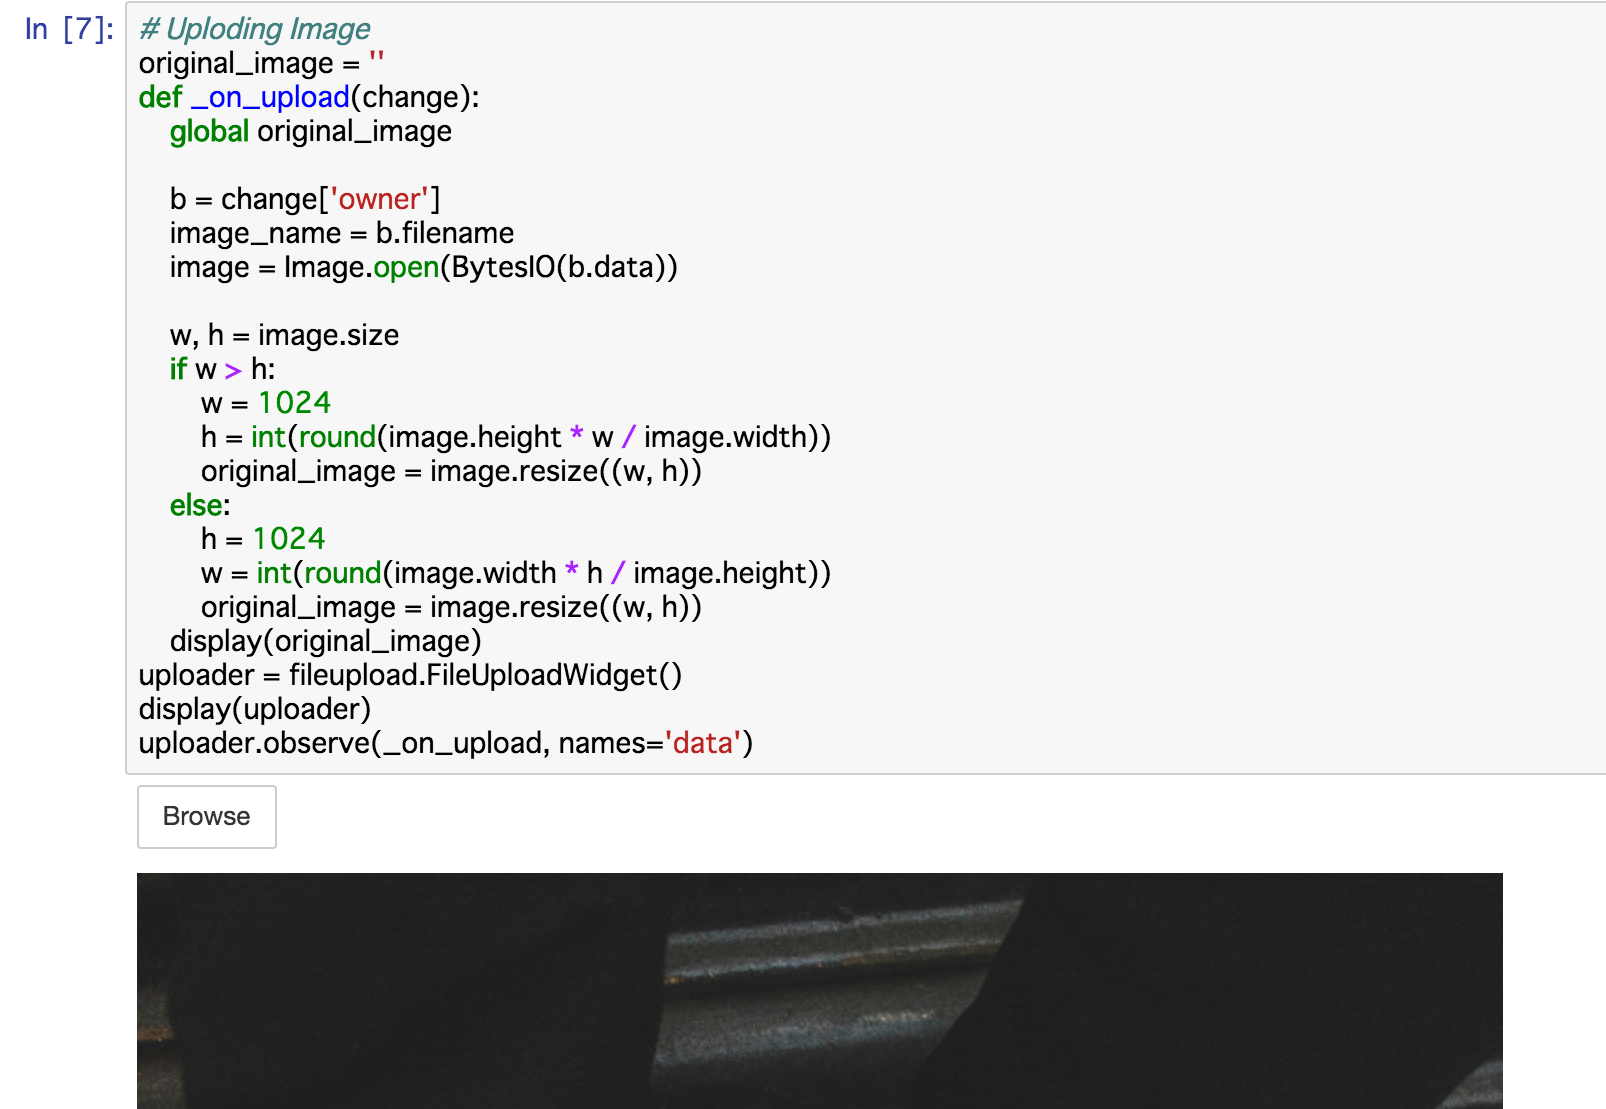 In [7]:
# Uploding Image
original_image = ''
def _on_upload(change):
    global original_image

    b = change['owner']
    image_name = b.filename
    image = Image.open(BytesIO(b.data))

    w, h = image.size
    if w > h:
        w = 1024
        h = int(round(image.height * w / image.width))
        original_image = image.resize((w, h))
    else:
        h = 1024
        w = int(round(image.width * h / image.height))
        original_image = image.resize((w, h))
    display(original_image)
uploader = fileupload.FileUploadWidget()
display(uploader)
uploader.observe(_on_upload, names='data')
Browse